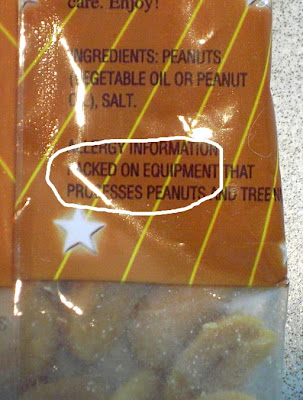 care. Enjoy!
INGREDIENTS: PEANUTS
(VEGETABLE OIL OR PEANUT
OIL), SALT.
ALLERGY INFORMATION
PACKED ON EQUIPMENT THAT
PROCESSES PEANUTS AND TREE N